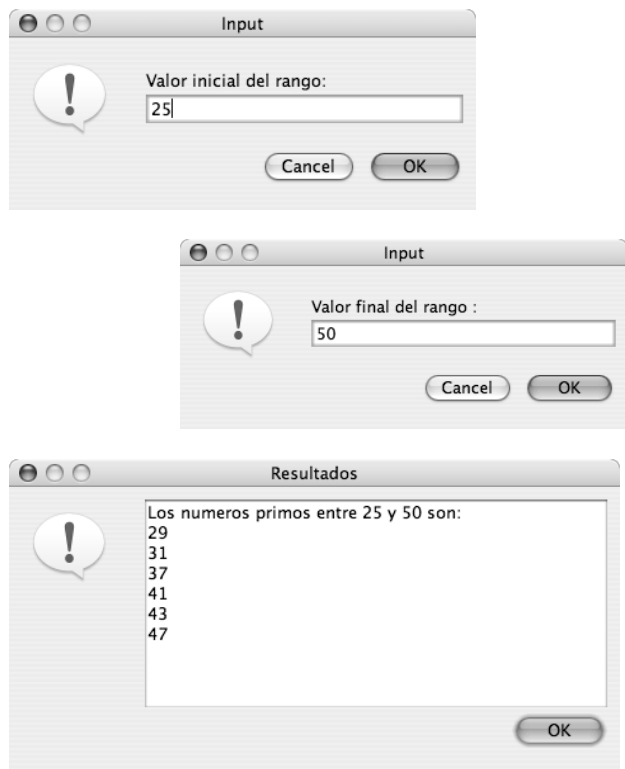 Input
Valor inicial del rango:
25
Cancel
OK
Input
Valor final del rango :
50
Cancel
OK
Resultados
Los numeros primos entre 25 y 50 son:
29
31
37
41
43
47
OK